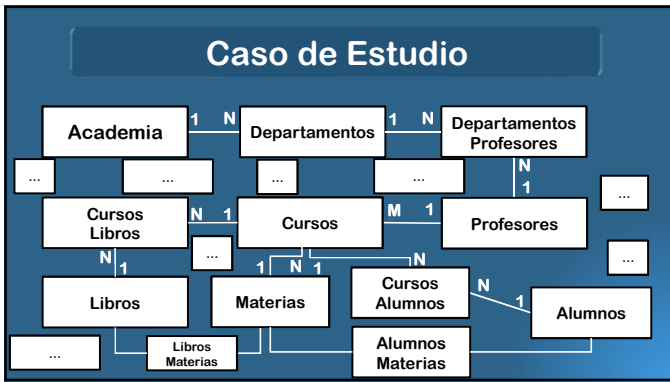 Caso de Estudio
Academia
1 N
Departamentos
1 N
Departamentos
Profesores
...
...
...
...
N
1
...
Cursos
Libros
N 1
Cursos
M 1
Profesores
...
...
N
1
1 N 1
N
Libros
Materias
Cursos
Alumnos
N
1
Alumnos
...
Libros
Materias
Alumnos
Materias